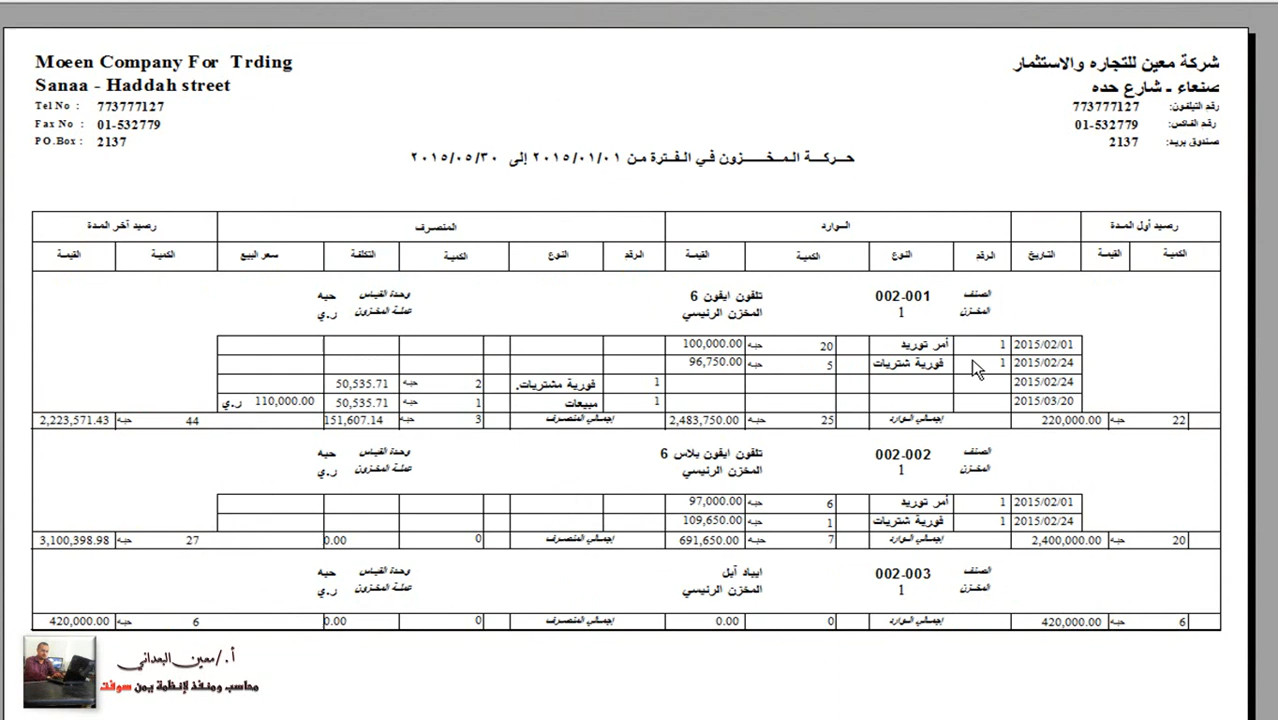 Moeen Company For Trding
شركة معين للتجاره والاستثمار
Sanaa - Haddah street
صنعاء - شارع حده
Tel No : 773777127
رقم التيلفون: 773777127
Fax No : 01-532779
رقم الفاكس: 01-532779
PO.Box : 2137
صندوق بريد: 2137
حركة المخزون في الفترة من ٢٠١٥/٠١/٠١ إلى ٢٠١٥/٠٥/٣٠
رصيد أول المدة الوارد المنصرف رصيد آخر المدة
الكمية القيمة التاريخ الرقم النوع الكمية القيمة الرقم النوع الكمية التكلفة سعر البيع الكمية القيمة
الصنف 002-001 تلفون ايفون 6 وحدة القياس حبه
المخزن 1 المخزن الرئيسي عملة المخزون ر.ي
2015/02/01 1 أمر توريد 20 حبه 100,000.00
2015/02/24 1 فورية شتريات 5 حبه 96,750.00
2015/02/24 1 فورية مشتريات. 2 حبه 50,535.71
2015/03/20 1 مبيعات 1 حبه 50,535.71 110,000.00 ر.ي
22 حبه 220,000.00 إجمالي الوارد 25 حبه 2,483,750.00 إجمالي المنصرف 3 حبه 151,607.14 44 حبه 2,223,571.43
الصنف 002-002 تلفون ايفون بلاس 6 وحدة القياس حبه
المخزن 1 المخزن الرئيسي عملة المخزون ر.ي
2015/02/01 1 أمر توريد 6 حبه 97,000.00
2015/02/24 1 فورية شتريات 1 حبه 109,650.00
20 حبه 2,400,000.00 إجمالي الوارد 7 حبه 691,650.00 إجمالي المنصرف 0 0.00 27 حبه 3,100,398.98
الصنف 002-003 ايباد آبل وحدة القياس حبه
المخزن 1 المخزن الرئيسي عملة المخزون ر.ي
6 حبه 420,000.00 إجمالي الوارد 0 0.00 إجمالي المنصرف 0 0.00 6 حبه 420,000.00
أ./معين البعداني
محاسب ومنفذ لإنظمة يمن سوفت